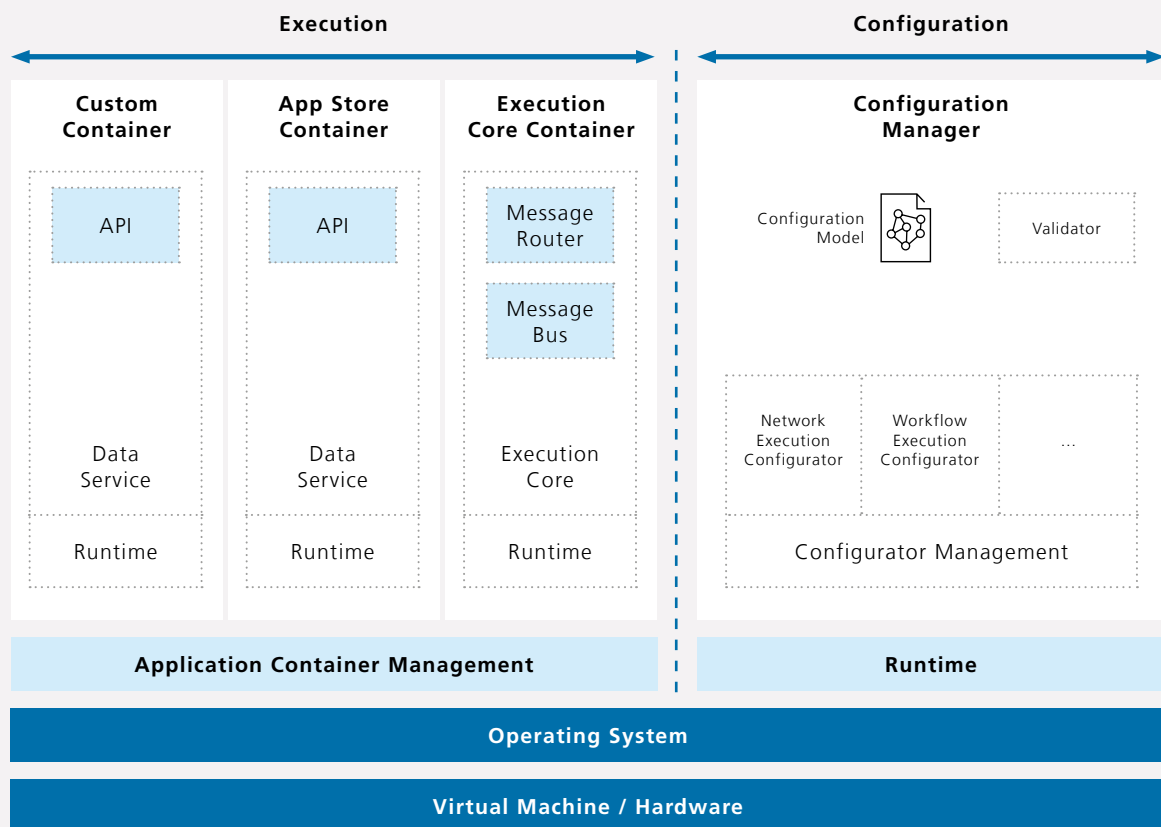 Execution
Configuration
Custom
Container
App Store
Container
Execution
Core Container
Configuration
Manager
API
API
Message
Router
Message
Bus
Configuration
Model
Validator
Data
Service
Data
Service
Execution
Core
Network
Execution
Configurator
Workflow
Execution
Configurator
...
Runtime
Runtime
Runtime
Configurator Management
Application Container Management
Runtime
Operating System
Virtual Machine / Hardware